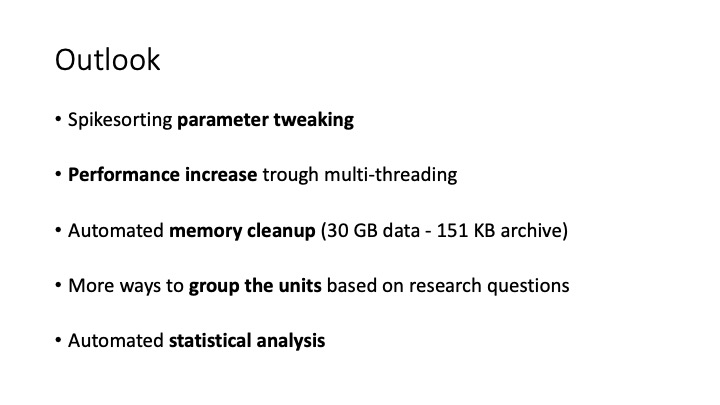 Outlook
• Spikesorting parameter tweaking
• Performance increase trough multi-threading
• Automated memory cleanup (30 GB data - 151 KB archive)
• More ways to group the units based on research questions
• Automated statistical analysis